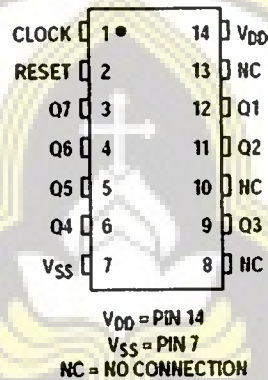 CLOCK 1 14 VDD
RESET 2 13 NC
Q7 3 12 Q1
Q6 4 11 Q2
Q5 5 10 NC
Q4 6 9 Q3
VSS 7 8 NC
VDD = PIN 14
VSS = PIN 7
NC = NO CONNECTION